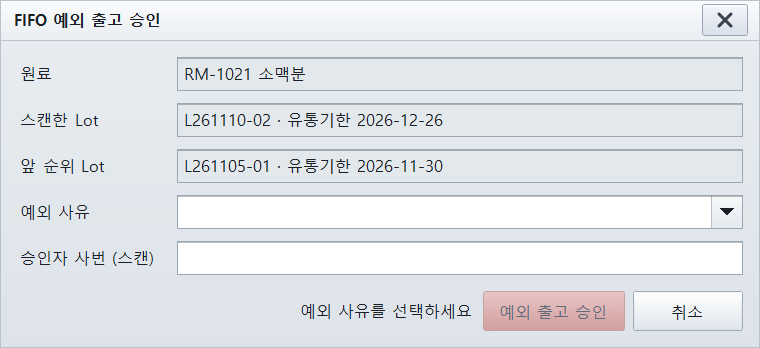 FIFO 예외 출고 승인
원료
RM-1021 소맥분
스캔한 Lot
L261110-02 · 유통기한 2026-12-26
앞 순위 Lot
L261105-01 · 유통기한 2026-11-30
예외 사유
승인자 사번 (스캔)
예외 사유를 선택하세요
예외 출고 승인
취소